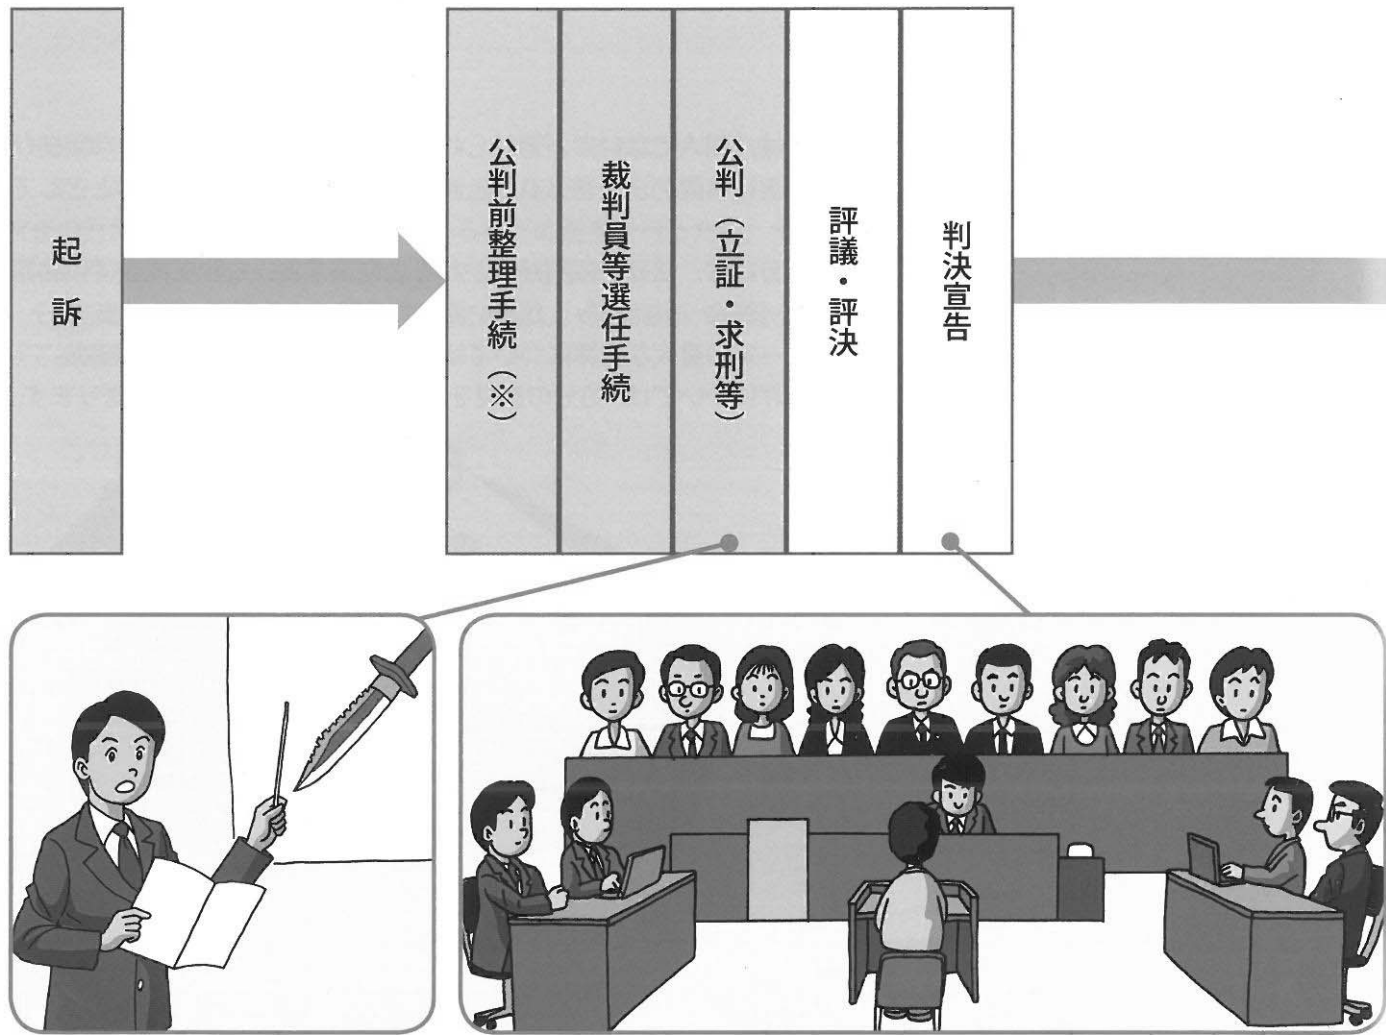 起訴
公判前整理手続（※）
裁判員等選任手続
公判（立証・求刑等）
評議・評決
判決宣告